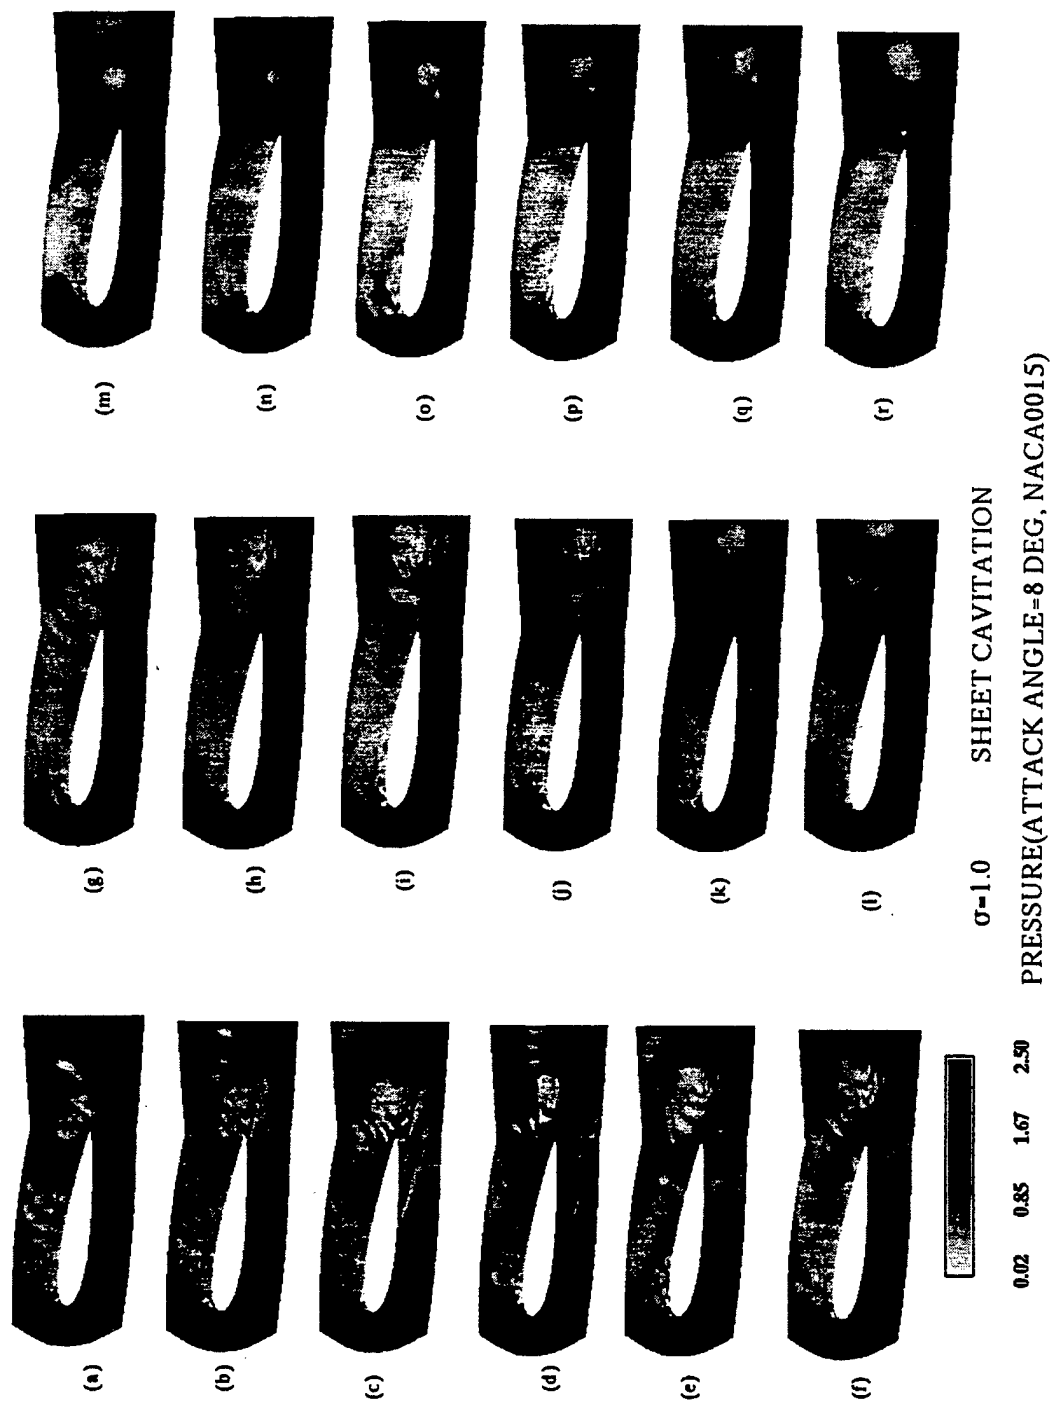 (a)
(b)
(c)
(d)
(e)
(f)
(g)
(h)
(i)
(j)
(k)
(l)
(m)
(n)
(o)
(p)
(q)
(r)
0.02 0.85 1.67 2.50
σ=1.0 SHEET CAVITATION
PRESSURE(ATTACK ANGLE=8 DEG, NACA0015)